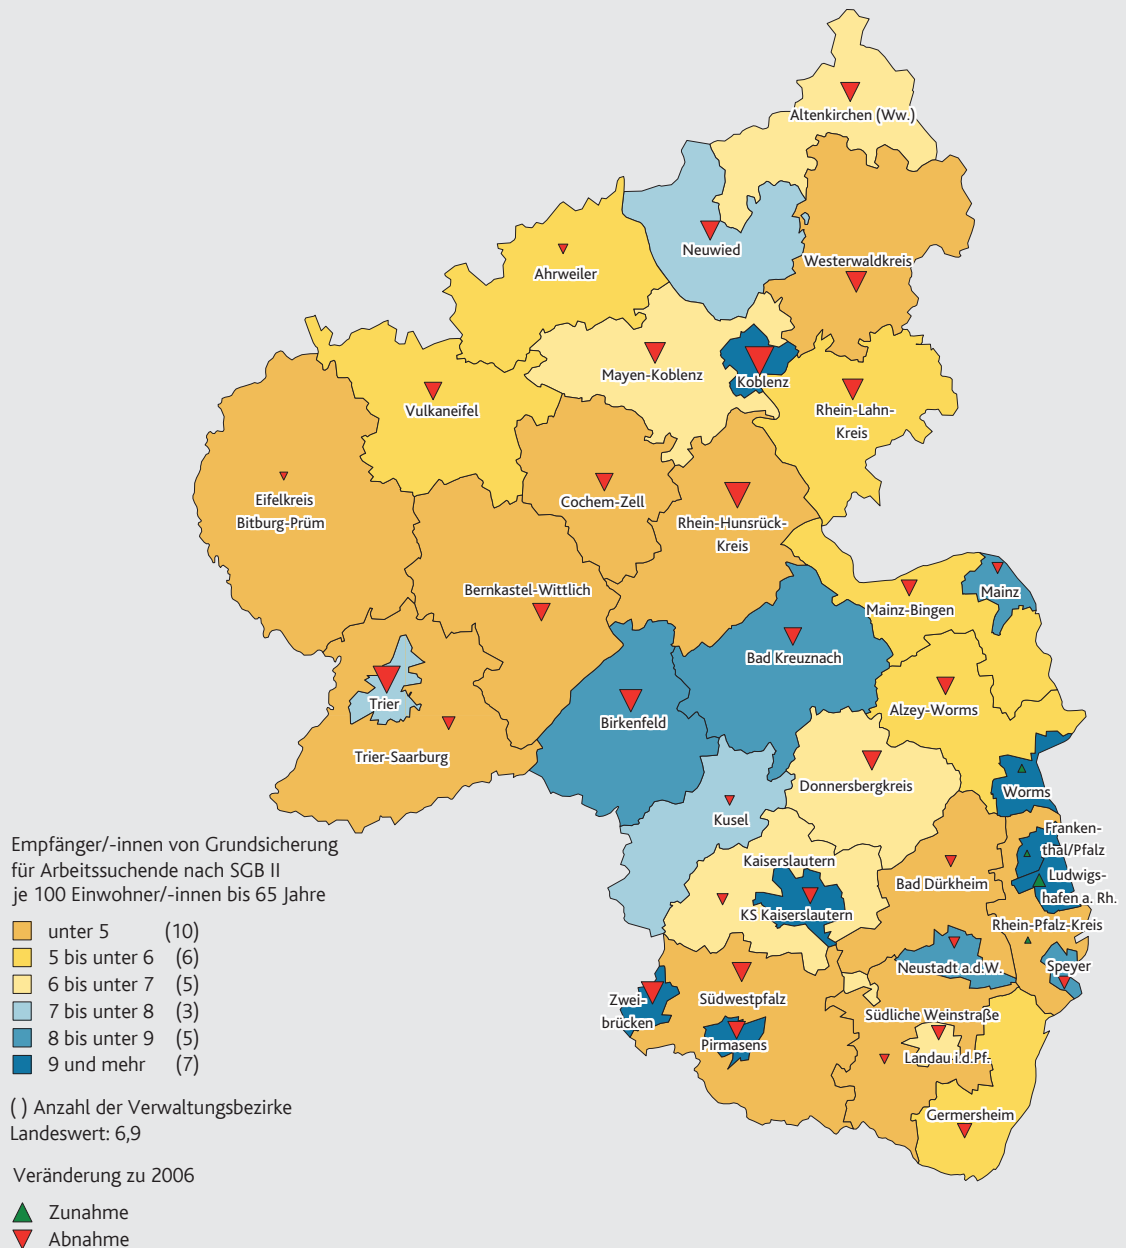 Altenkirchen (Ww.)
Neuwied
Westerwaldkreis
Ahrweiler
Mayen-Koblenz
Koblenz
Rhein-Lahn-
Kreis
Vulkaneifel
Eifelkreis
Bitburg-Prüm
Cochem-Zell
Rhein-Hunsrück-
Kreis
Bernkastel-Wittlich
Mainz-Bingen
Mainz
Bad Kreuznach
Trier
Birkenfeld
Alzey-Worms
Trier-Saarburg
Donnersbergkreis
Worms
Kusel
Franken-
thal/Pfalz
Kaiserslautern
Bad Dürkheim
Ludwigs-
hafen a. Rh.
KS Kaiserslautern
Rhein-Pfalz-Kreis
Neustadt a.d.W.
Speyer
Zwei-
brücken
Südwestpfalz
Südliche Weinstraße
Pirmasens
Landau i.d.Pf.
Germersheim
Empfänger/-innen von Grundsicherung
für Arbeitssuchende nach SGB II
je 100 Einwohner/-innen bis 65 Jahre
unter 5 (10)
5 bis unter 6 (6)
6 bis unter 7 (5)
7 bis unter 8 (3)
8 bis unter 9 (5)
9 und mehr (7)
( ) Anzahl der Verwaltungsbezirke
Landeswert: 6,9
Veränderung zu 2006
Zunahme
Abnahme